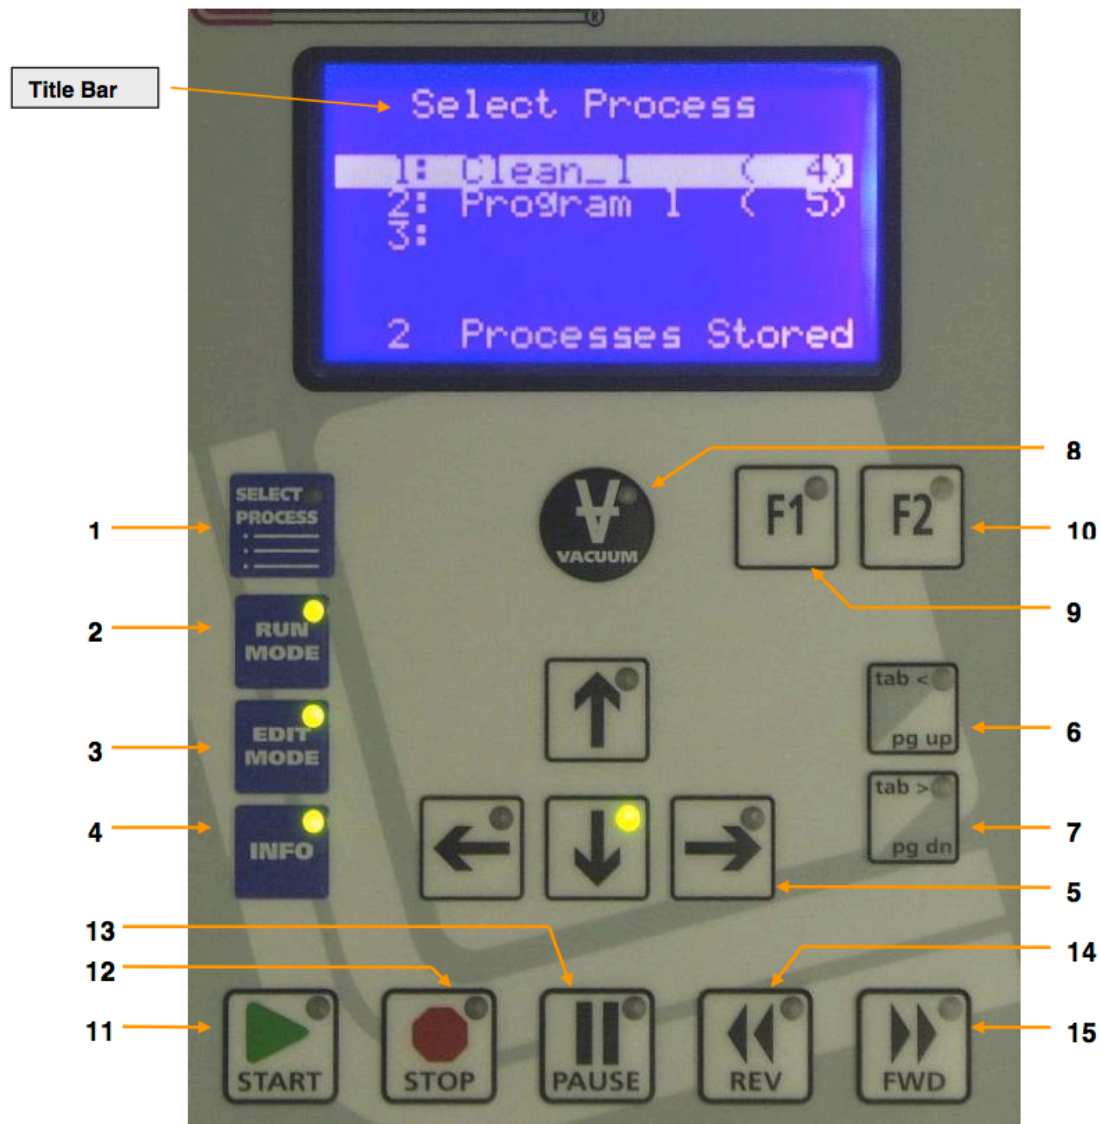 ®
Title Bar
Select Process
1: Clean_1 ( 4)
2: Program 1 ( 5)
3:
2 Processes Stored
8
SELECT
PROCESS
1
VACUUM
F1
F2
10
9
2
RUN
MODE
tab <
pg up
6
3
EDIT
MODE
tab >
pg dn
7
4
INFO
5
13
14
12
11
START
STOP
PAUSE
REV
FWD
15